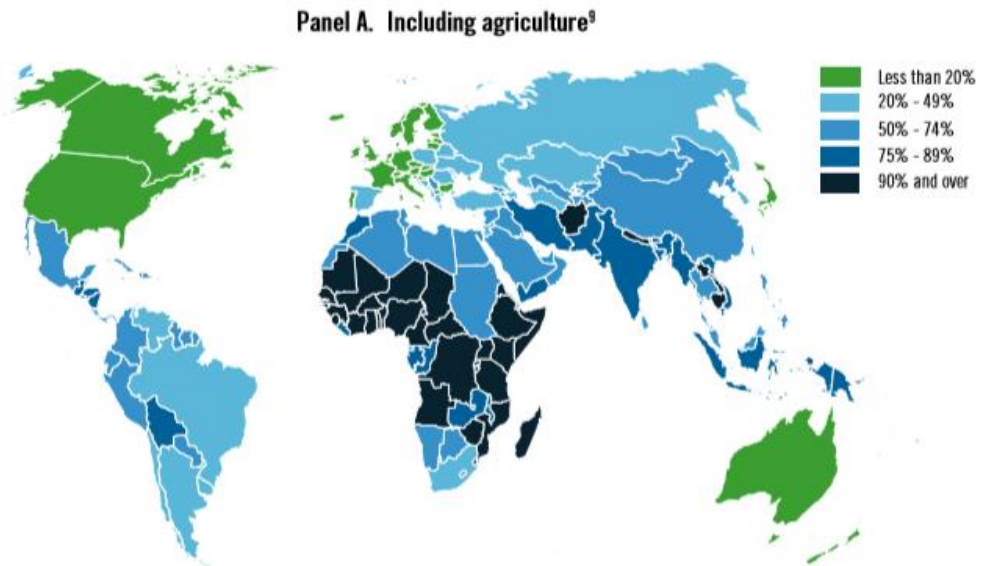 Panel A. Including agriculture⁹
Less than 20%
20% - 49%
50% - 74%
75% - 89%
90% and over